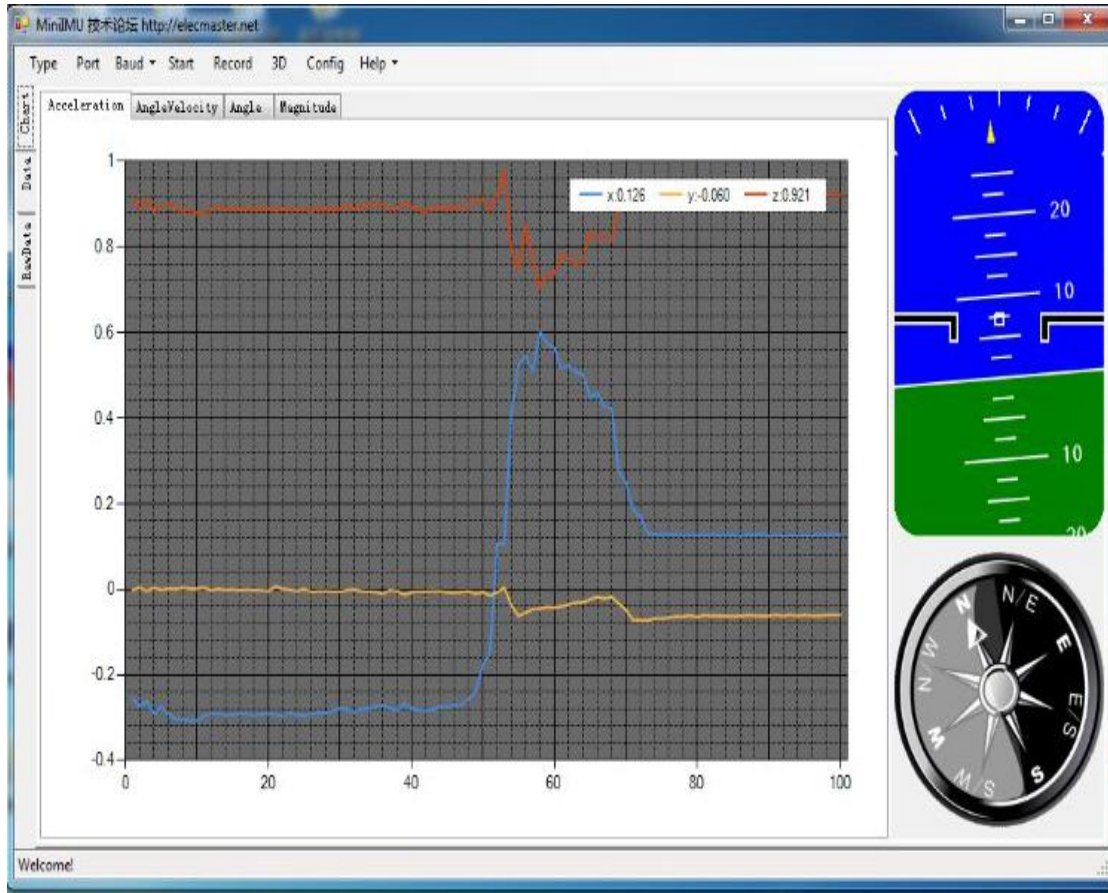 MiniIMU 技术论坛 http://elecmaster.net
Type Port Baud Start Record 3D Config Help
Chart
Data
RawData
Acceleration AngleVelocity Angle Magnitude
x:0.126 y:-0.060 z:0.921
1
0.8
0.6
0.4
0.2
0
-0.2
-0.4
0 20 40 60 80 100
20
10
10
20
N
N/E
E
E/S
S
S/W
W
N/W
Welcome!